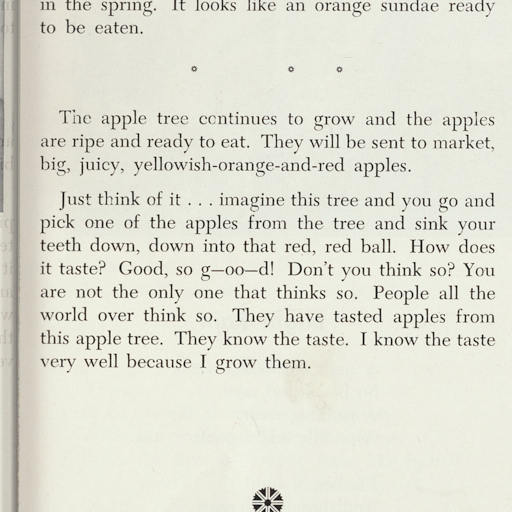 in the spring. It looks like an orange sundae ready
to be eaten.
The apple tree continues to grow and the apples
are ripe and ready to eat. They will be sent to market,
big, juicy, yellowish-orange-and-red apples.
Just think of it . . . imagine this tree and you go and
pick one of the apples from the tree and sink your
teeth down, down into that red, red ball. How does
it taste? Good, so g—oo—d! Don't you think so? You
are not the only one that thinks so. People all the
world over think so. They have tasted apples from
this apple tree. They know the taste. I know the taste
very well because I grow them.